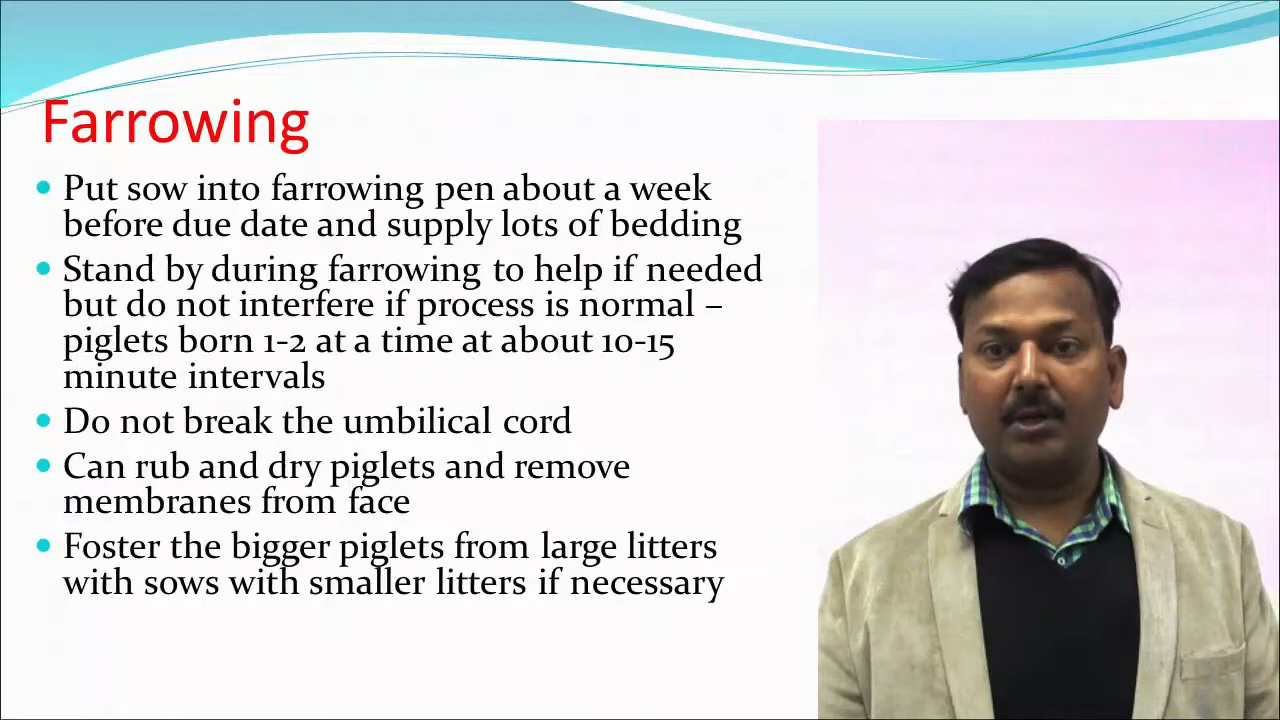 Farrowing
Put sow into farrowing pen about a week
before due date and supply lots of bedding
Stand by during farrowing to help if needed
but do not interfere if process is normal –
piglets born 1-2 at a time at about 10-15
minute intervals
Do not break the umbilical cord
Can rub and dry piglets and remove
membranes from face
Foster the bigger piglets from large litters
with sows with smaller litters if necessary